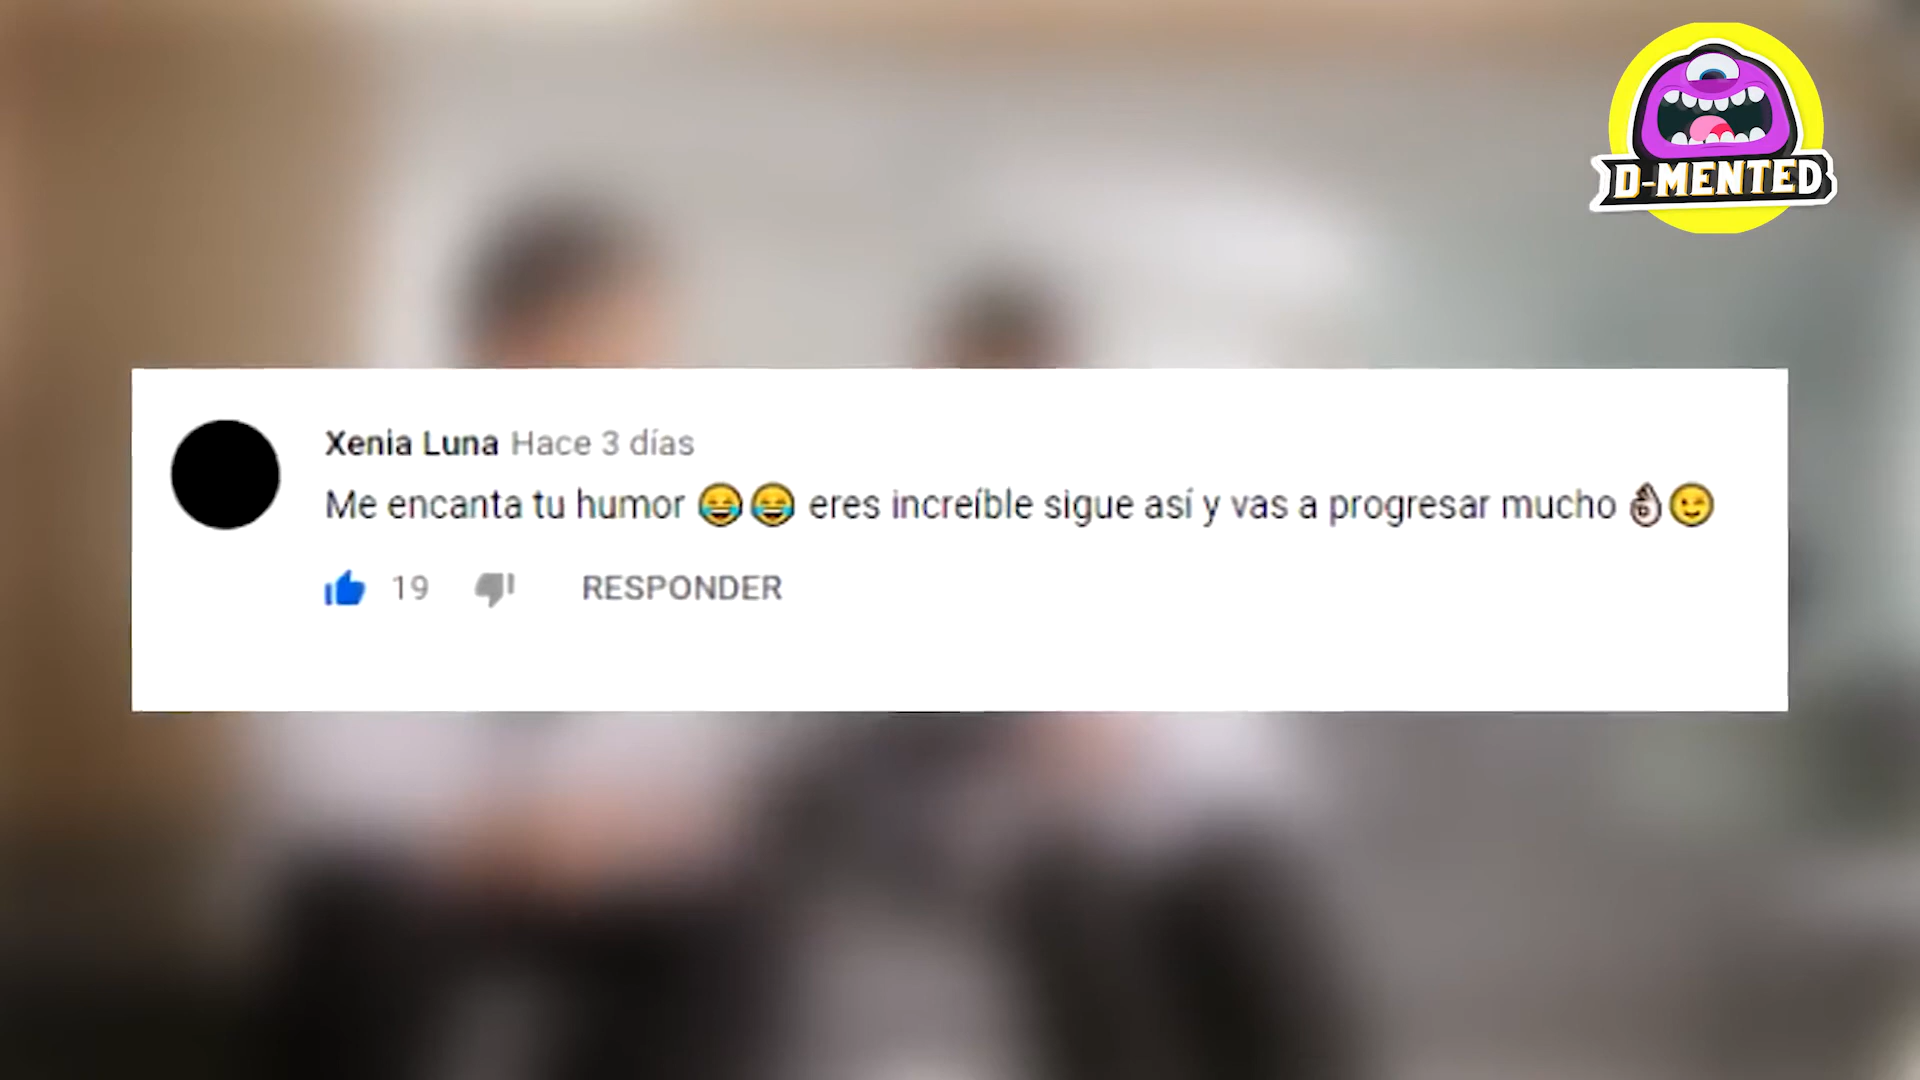 D-MENTED
Xenia Luna Hace 3 días
Me encanta tu humor 😂😂 eres increíble sigue así y vas a progresar mucho 👌🏻😉
19 RESPONDER